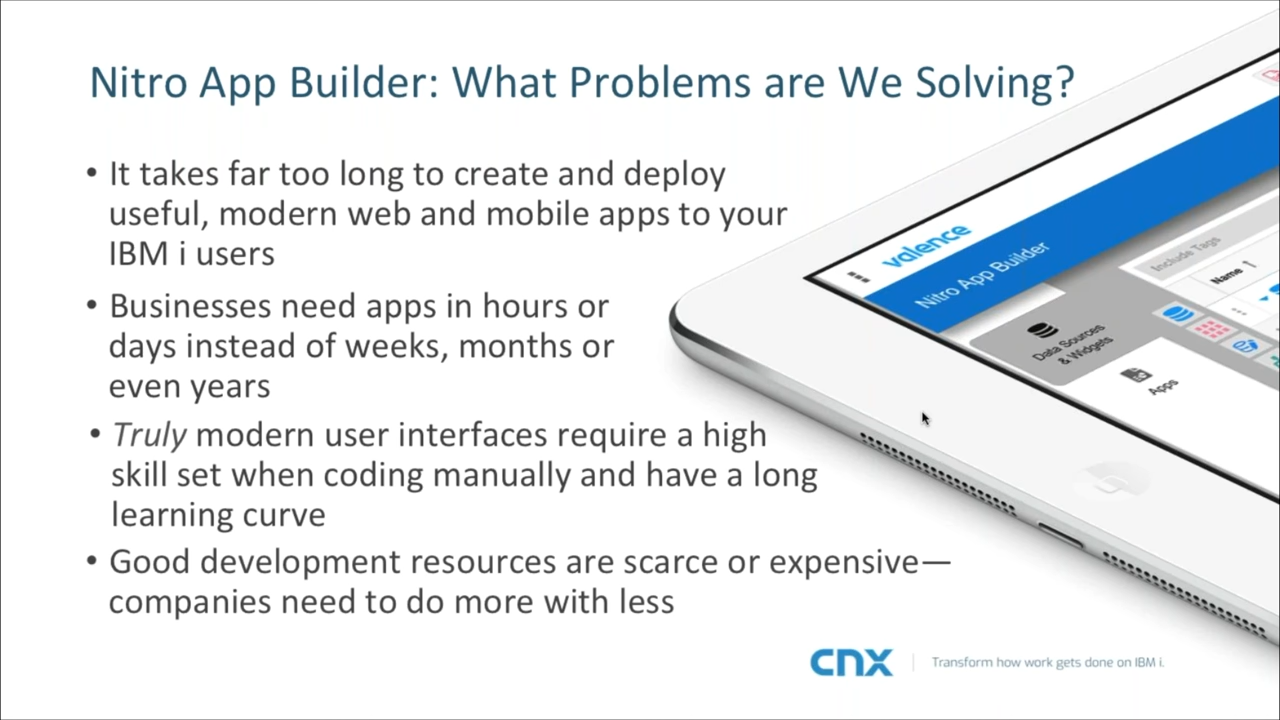 Nitro App Builder: What Problems are We Solving?
• It takes far too long to create and deploy
useful, modern web and mobile apps to your
IBM i users
• Businesses need apps in hours or
days instead of weeks, months or
even years
• Truly modern user interfaces require a high
skill set when coding manually and have a long
learning curve
• Good development resources are scarce or expensive—
companies need to do more with less
valence
Nitro App Builder
Include Tags
Name
Data Sources
& Widgets
Apps
cnx
Transform how work gets done on IBM i.